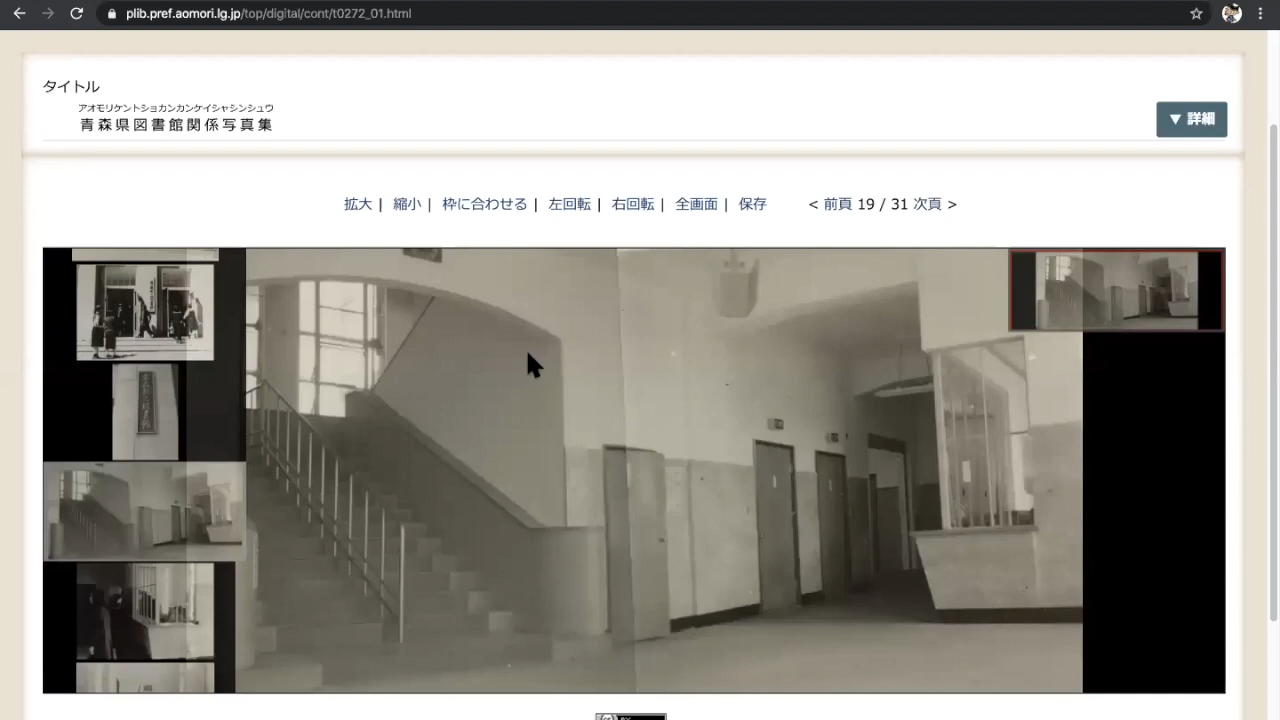 plib.pref.aomori.lg.jp/top/digital/cont/t0272_01.html
タイトル
アオモリケントショカンカンケイシャシンシュウ
青森県図書館関係写真集
▼ 詳細
拡大 | 縮小 | 枠に合わせる | 左回転 | 右回転 | 全画面 | 保存 < 前頁 19 / 31 次頁 >